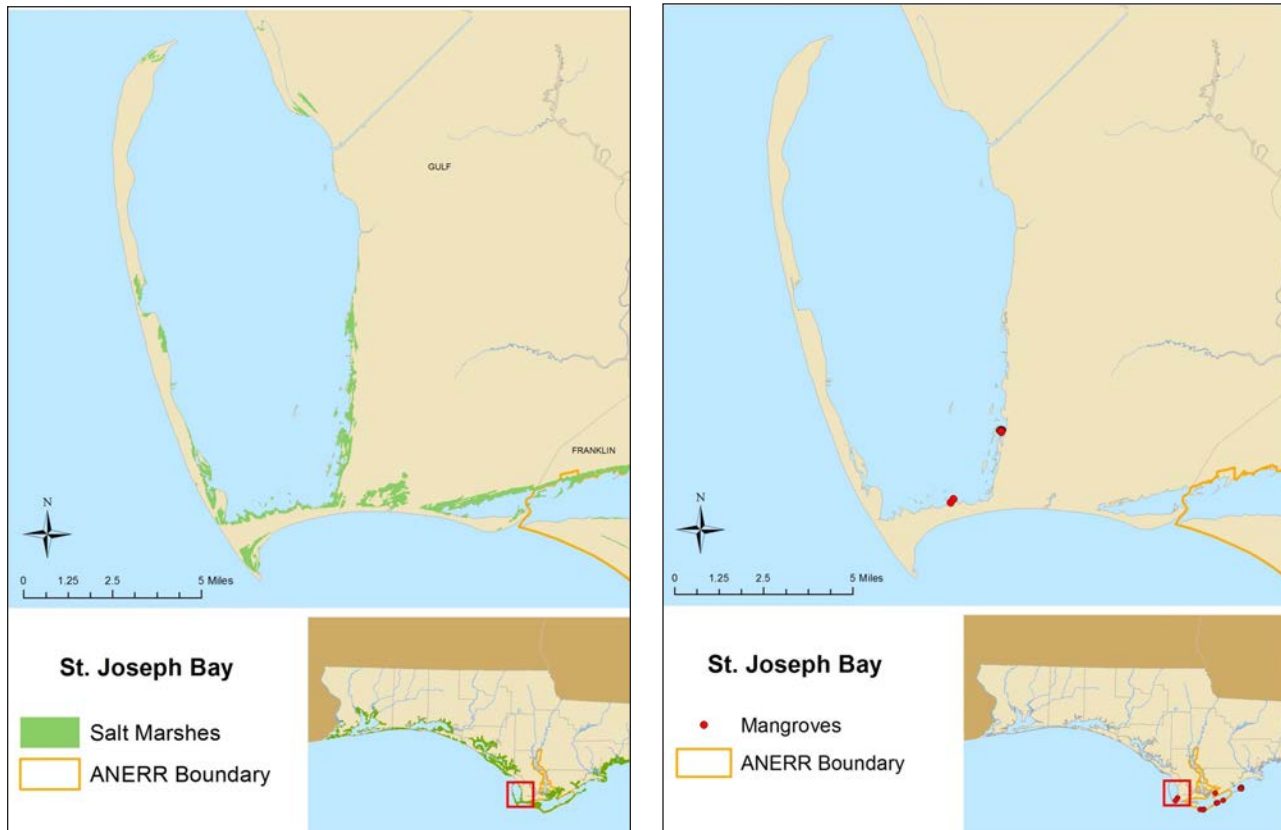 GULF
FRANKLIN
N
0 1.25 2.5 5 Miles
St. Joseph Bay
Salt Marshes
ANERR Boundary
N
0 1.25 2.5 5 Miles
St. Joseph Bay
Mangroves
ANERR Boundary